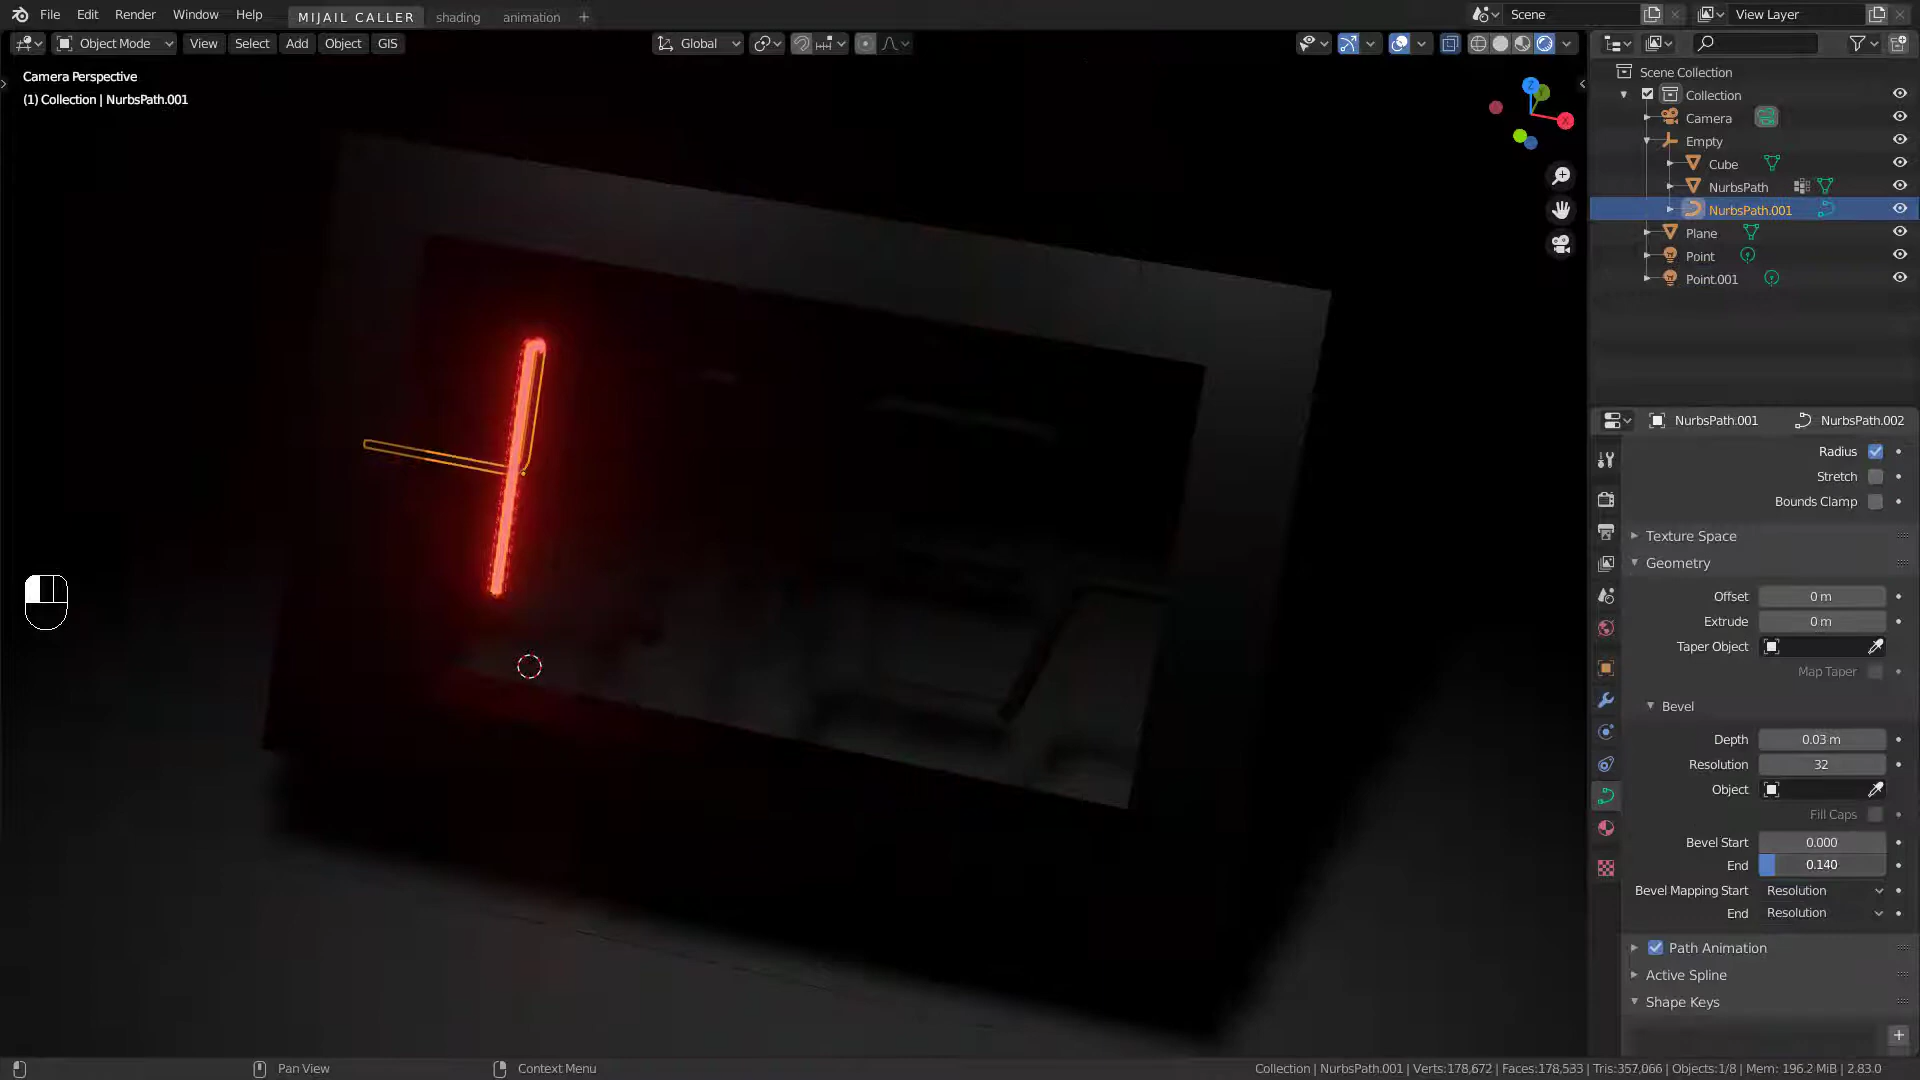 File Edit Render Window Help MIJAIL CALLER shading animation Scene View Layer
Object Mode View Select Add Object GIS Global
Camera Perspective
(1) Collection | NurbsPath.001
Z
X
Scene Collection
Collection
Camera
Empty
Cube
NurbsPath
NurbsPath.001
Plane
Point
Point.001
NurbsPath.001 NurbsPath.002
Radius
Stretch
Bounds Clamp
Texture Space
Geometry
Offset 0 m
Extrude 0 m
Taper Object
Map Taper
Bevel
Depth 0.03 m
Resolution 32
Object
Fill Caps
Bevel Start 0.000
End 0.140
Bevel Mapping Start Resolution
End Resolution
Path Animation
Active Spline
Shape Keys
Pan View Context Menu Collection | NurbsPath.001 | Verts:178,672 | Faces:178,533 | Tris:357,066 | Objects:1/8 | Mem: 196.2 MiB | 2.83.0